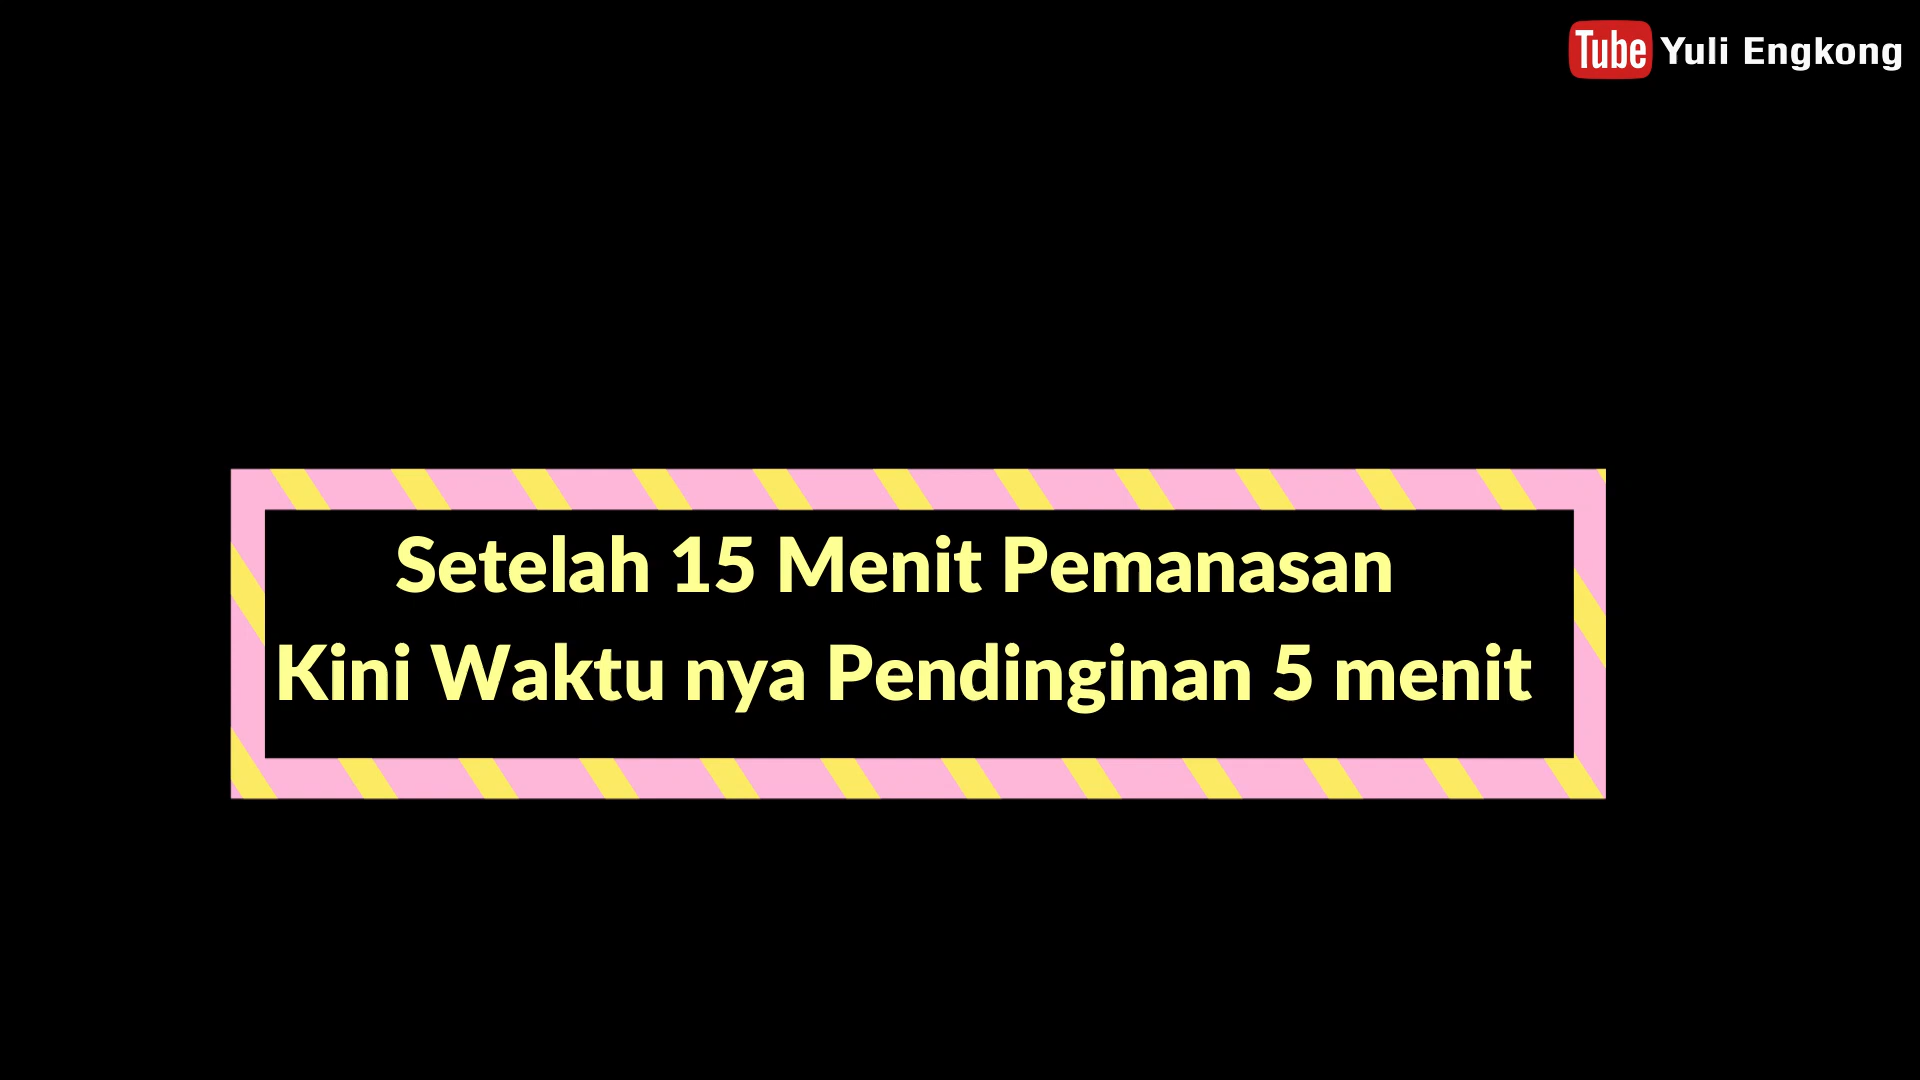 Tube Yuli Engkong
Setelah 15 Menit Pemanasan
Kini Waktu nya Pendinginan 5 menit